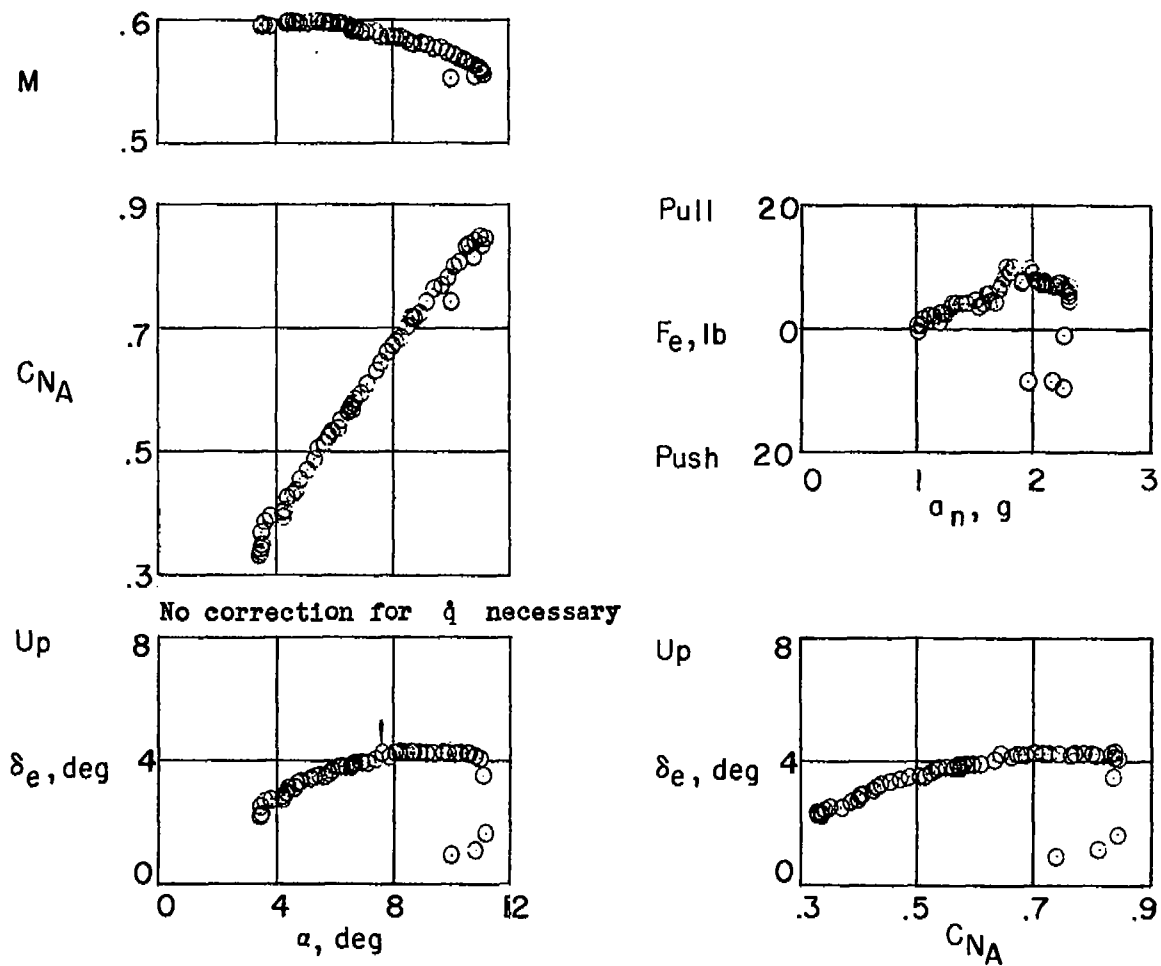 .6
M
.5
.9
.7
C_{N_A}
.5
.3
No correction for q̇ necessary
Up 8
δ_e, deg 4
0
0 4 8 12
α, deg
Pull 20
F_e, lb 0
Push 20
0 1 2 3
a_n, g
Up 8
δ_e, deg 4
0
.3 .5 .7 .9
C_{N_A}